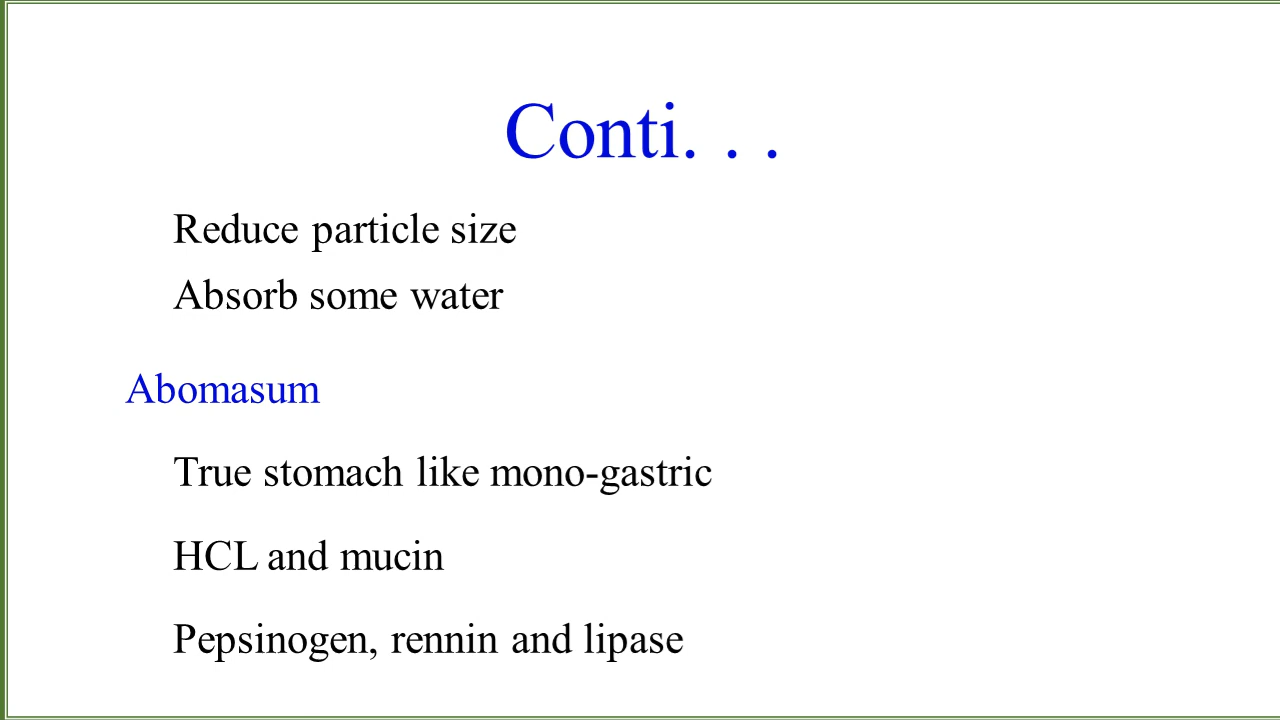 Conti. . .
Reduce particle size
Absorb some water
Abomasum
True stomach like mono-gastric
HCL and mucin
Pepsinogen, rennin and lipase